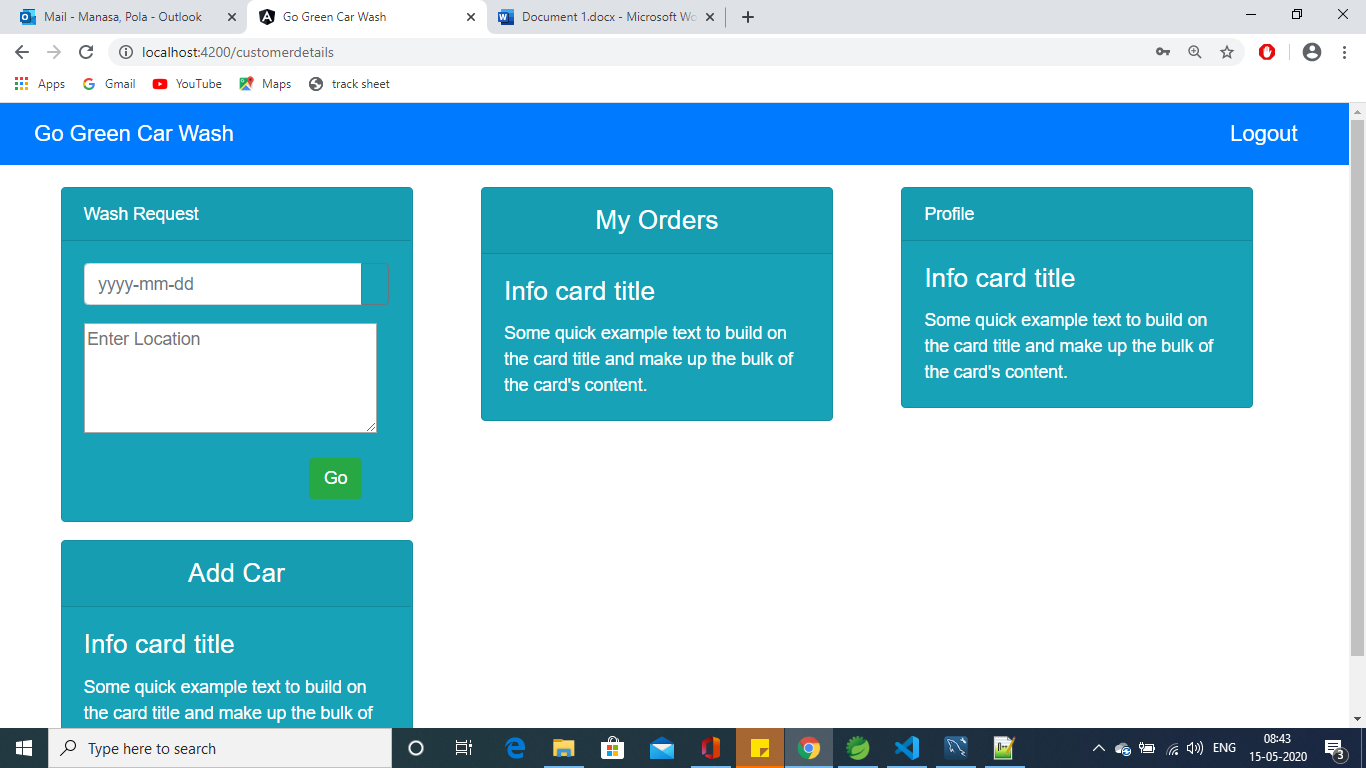 Mail - Manasa, Pola - Outlook
Go Green Car Wash
Document 1.docx - Microsoft Wo
localhost:4200/customerdetails
Apps
Gmail
YouTube
Maps
track sheet
Go Green Car Wash
Logout
Wash Request
yyyy-mm-dd
Enter Location
Go
My Orders
Info card title
Some quick example text to build on
the card title and make up the bulk of
the card's content.
Profile
Info card title
Some quick example text to build on
the card title and make up the bulk of
the card's content.
Add Car
Info card title
Some quick example text to build on
the card title and make up the bulk of
Type here to search
ENG
08:43
15-05-2020
3